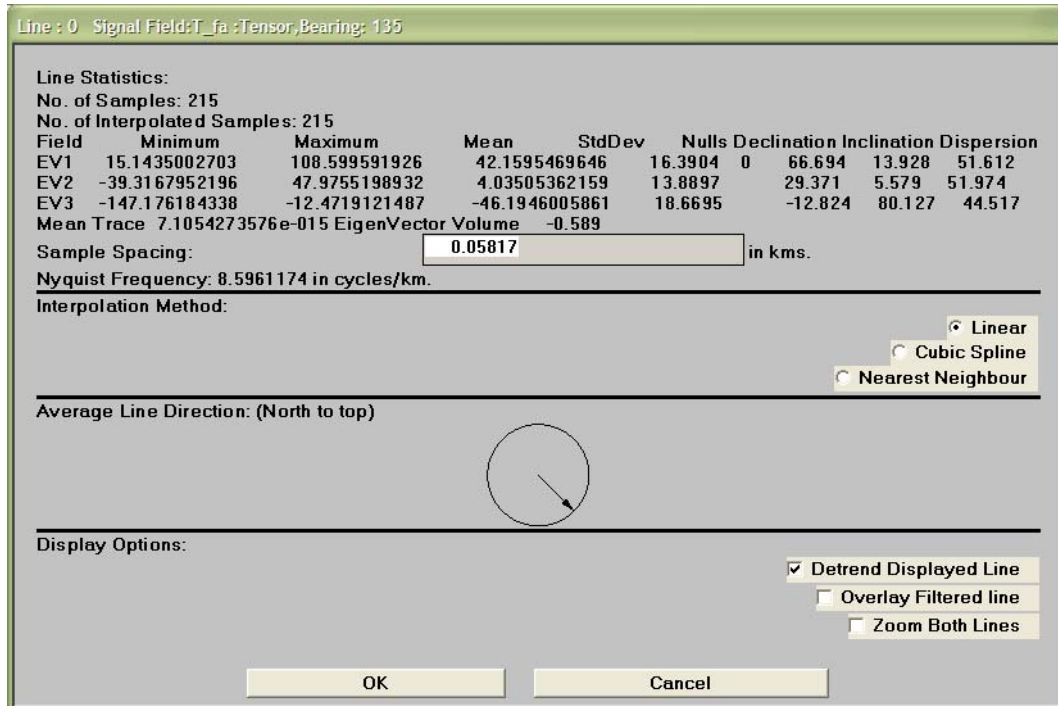 Line : 0 Signal Field:T_fa :Tensor,Bearing: 135
Line Statistics:
No. of Samples: 215
No. of Interpolated Samples: 215
Field Minimum Maximum Mean StdDev Nulls Declination Inclination Dispersion
EV1 15.1435002703 108.599591926 42.1595469646 16.3904 0 66.694 13.928 51.612
EV2 -39.3167952196 47.9755198932 4.03505362159 13.8897 29.371 5.579 51.974
EV3 -147.176184338 -12.4719121487 -46.1946005861 18.6695 -12.824 80.127 44.517
Mean Trace 7.1054273576e-015 EigenVector Volume -0.589
Sample Spacing: 0.05817 in kms.
Nyquist Frequency: 8.5961174 in cycles/km.
Interpolation Method:
Linear
Cubic Spline
Nearest Neighbour
Average Line Direction: (North to top)
Display Options:
Detrend Displayed Line
Overlay Filtered line
Zoom Both Lines
OK Cancel